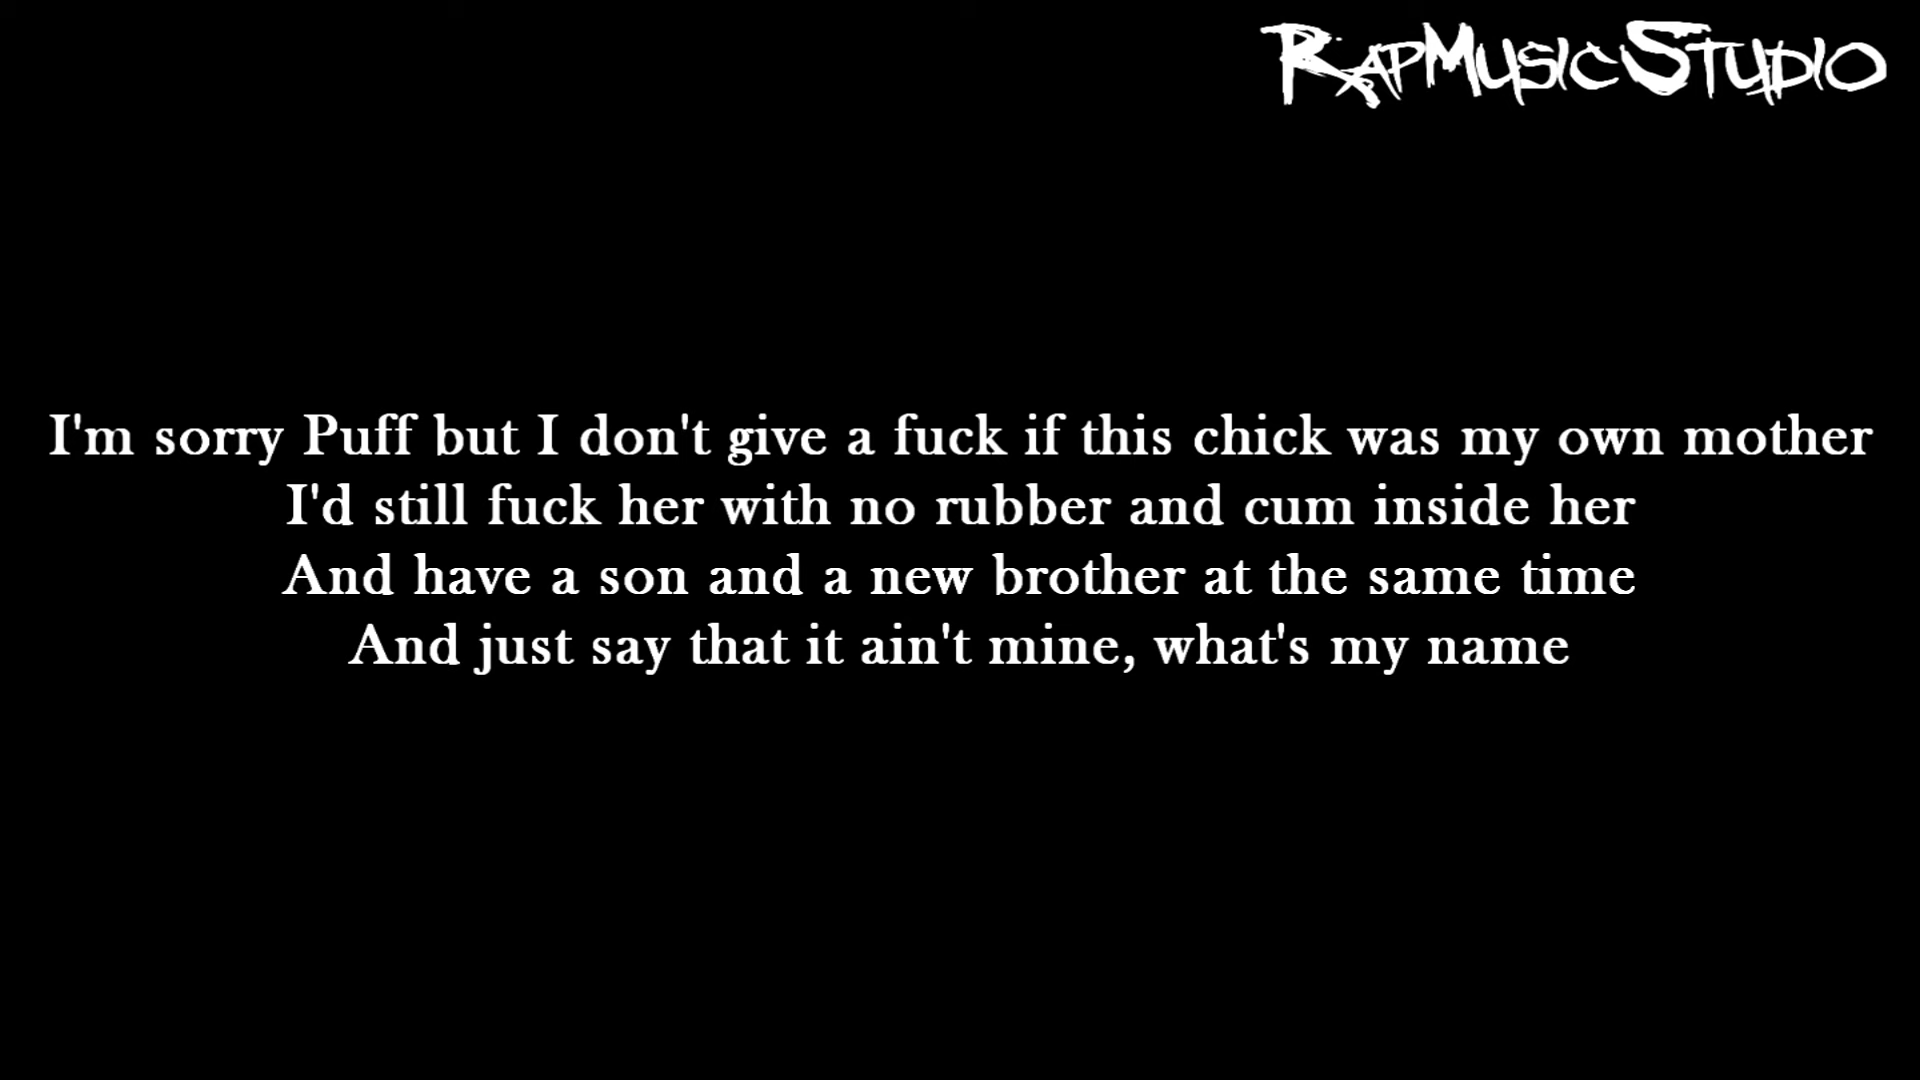 RapMusicStudio
I'm sorry Puff but I don't give a fuck if this chick was my own mother
I'd still fuck her with no rubber and cum inside her
And have a son and a new brother at the same time
And just say that it ain't mine, what's my name